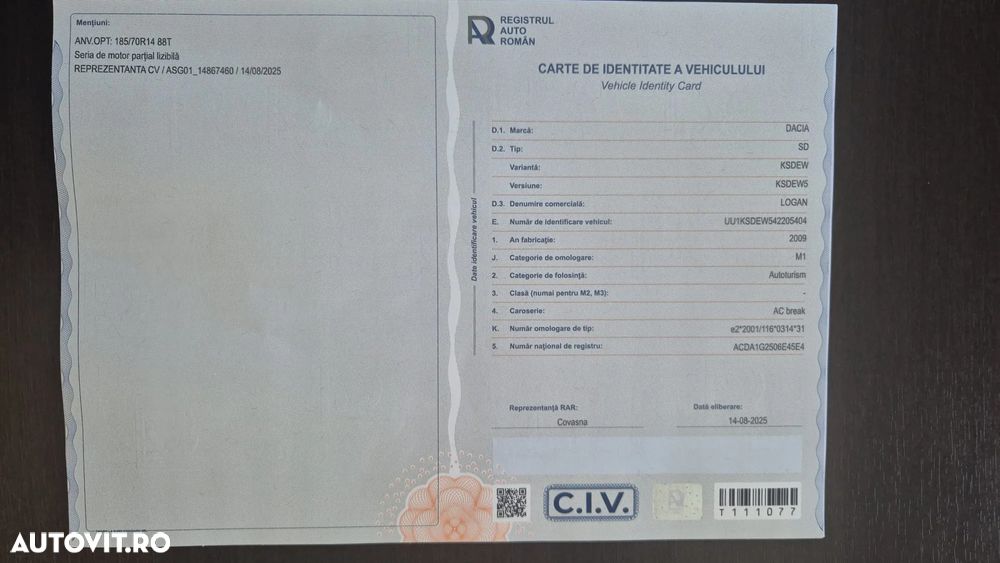 Mențiuni:
ANV.OPT: 185/70R14 88T
Seria de motor parțial lizibilă
REPREZENTANTA CV / ASG01_14867460 / 14/08/2025
REGISTRUL
AUTO
ROMÂN
CARTE DE IDENTITATE A VEHICULULUI
Vehicle Identity Card
Date identificare vehicul
D.1. Marcă: DACIA
D.2. Tip: SD
Variantă: KSDEW
Versiune: KSDEW5
D.3. Denumire comercială: LOGAN
E. Număr de identificare vehicul: UU1KSDEW542205404
1. An fabricație: 2009
J. Categorie de omologare: M1
2. Categorie de folosință: Autoturism
3. Clasă (numai pentru M2, M3): -
4. Caroserie: AC break
K. Număr omologare de tip: e2*2001/116*0314*31
5. Număr național de registru: ACDA1G2506E45E4
Reprezentanță RAR: Dată eliberare:
Covasna 14-08-2025
C.I.V.
T111077
AUTOVIT.RO